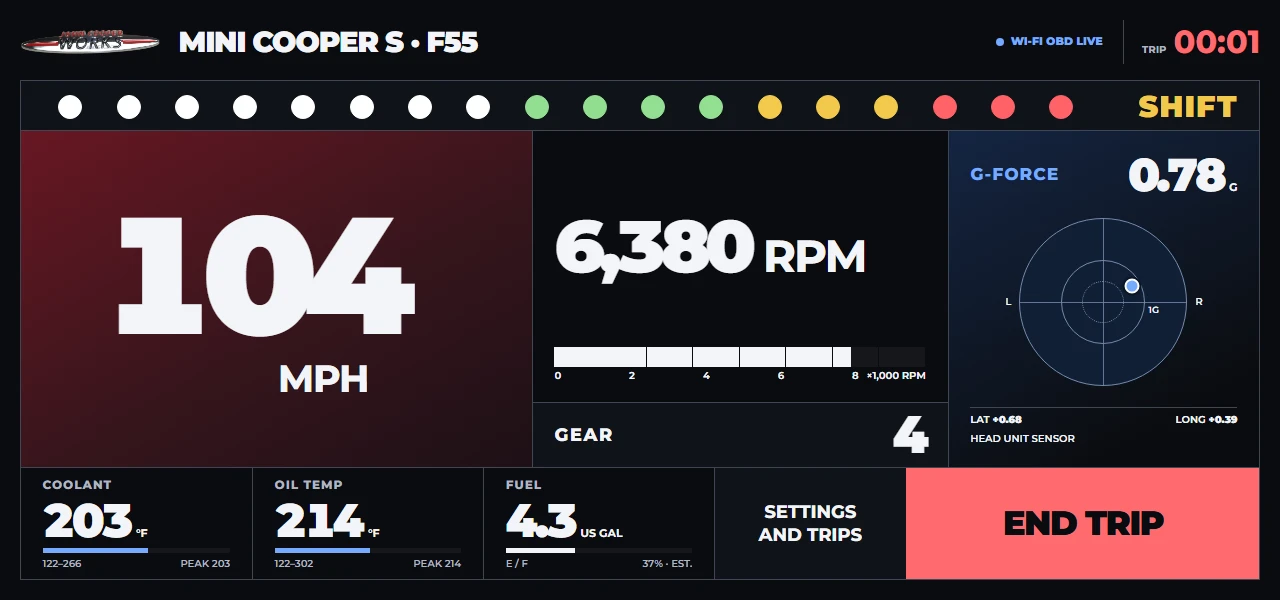 JOHN COOPER
WORKS
MINI COOPER S • F55
WI-FI OBD LIVE
TRIP 00:01
SHIFT
104
MPH
6,380 RPM
0 2 4 6 8 ×1,000 RPM
GEAR 4
G-FORCE 0.78 G
L R
1G
LAT +0.68 LONG +0.39
HEAD UNIT SENSOR
COOLANT
203 °F
122–266 PEAK 203
OIL TEMP
214 °F
122–302 PEAK 214
FUEL
4.3 US GAL
E / F 37% · EST.
SETTINGS
AND TRIPS
END TRIP